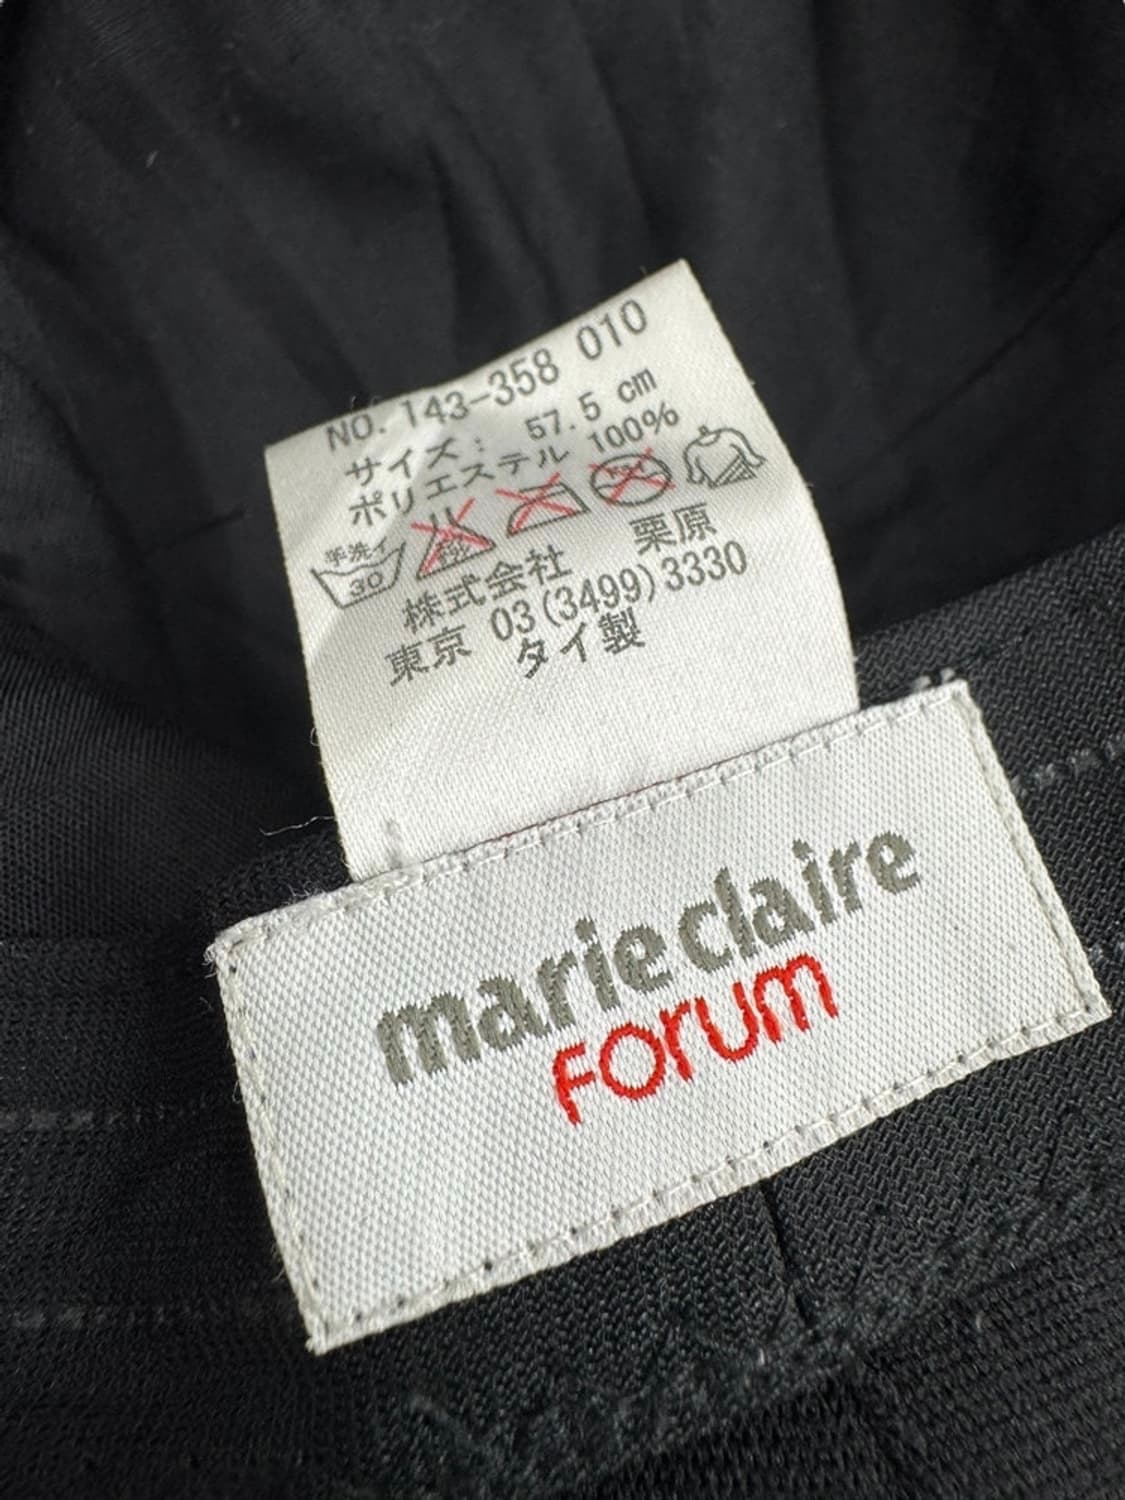 NO. 143-358 010
サイズ: 57.5 cm
ポリエステル 100%
手洗イ
30
株式会社 栗原
東京 03(3499)3330
タイ製
marie claire
FORUM